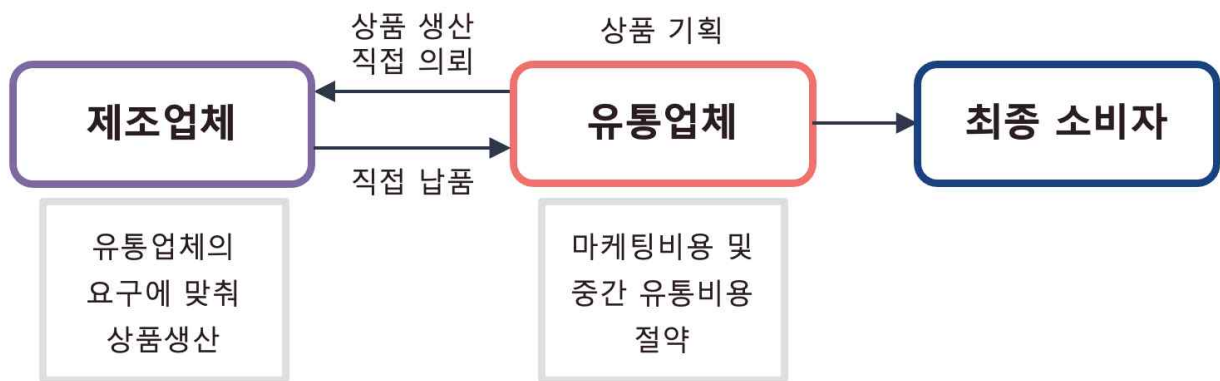 상품 생산
직접 의뢰
상품 기획
제조업체
유통업체
최종 소비자
직접 납품
유통업체의
요구에 맞춰
상품생산
마케팅비용 및
중간 유통비용
절약